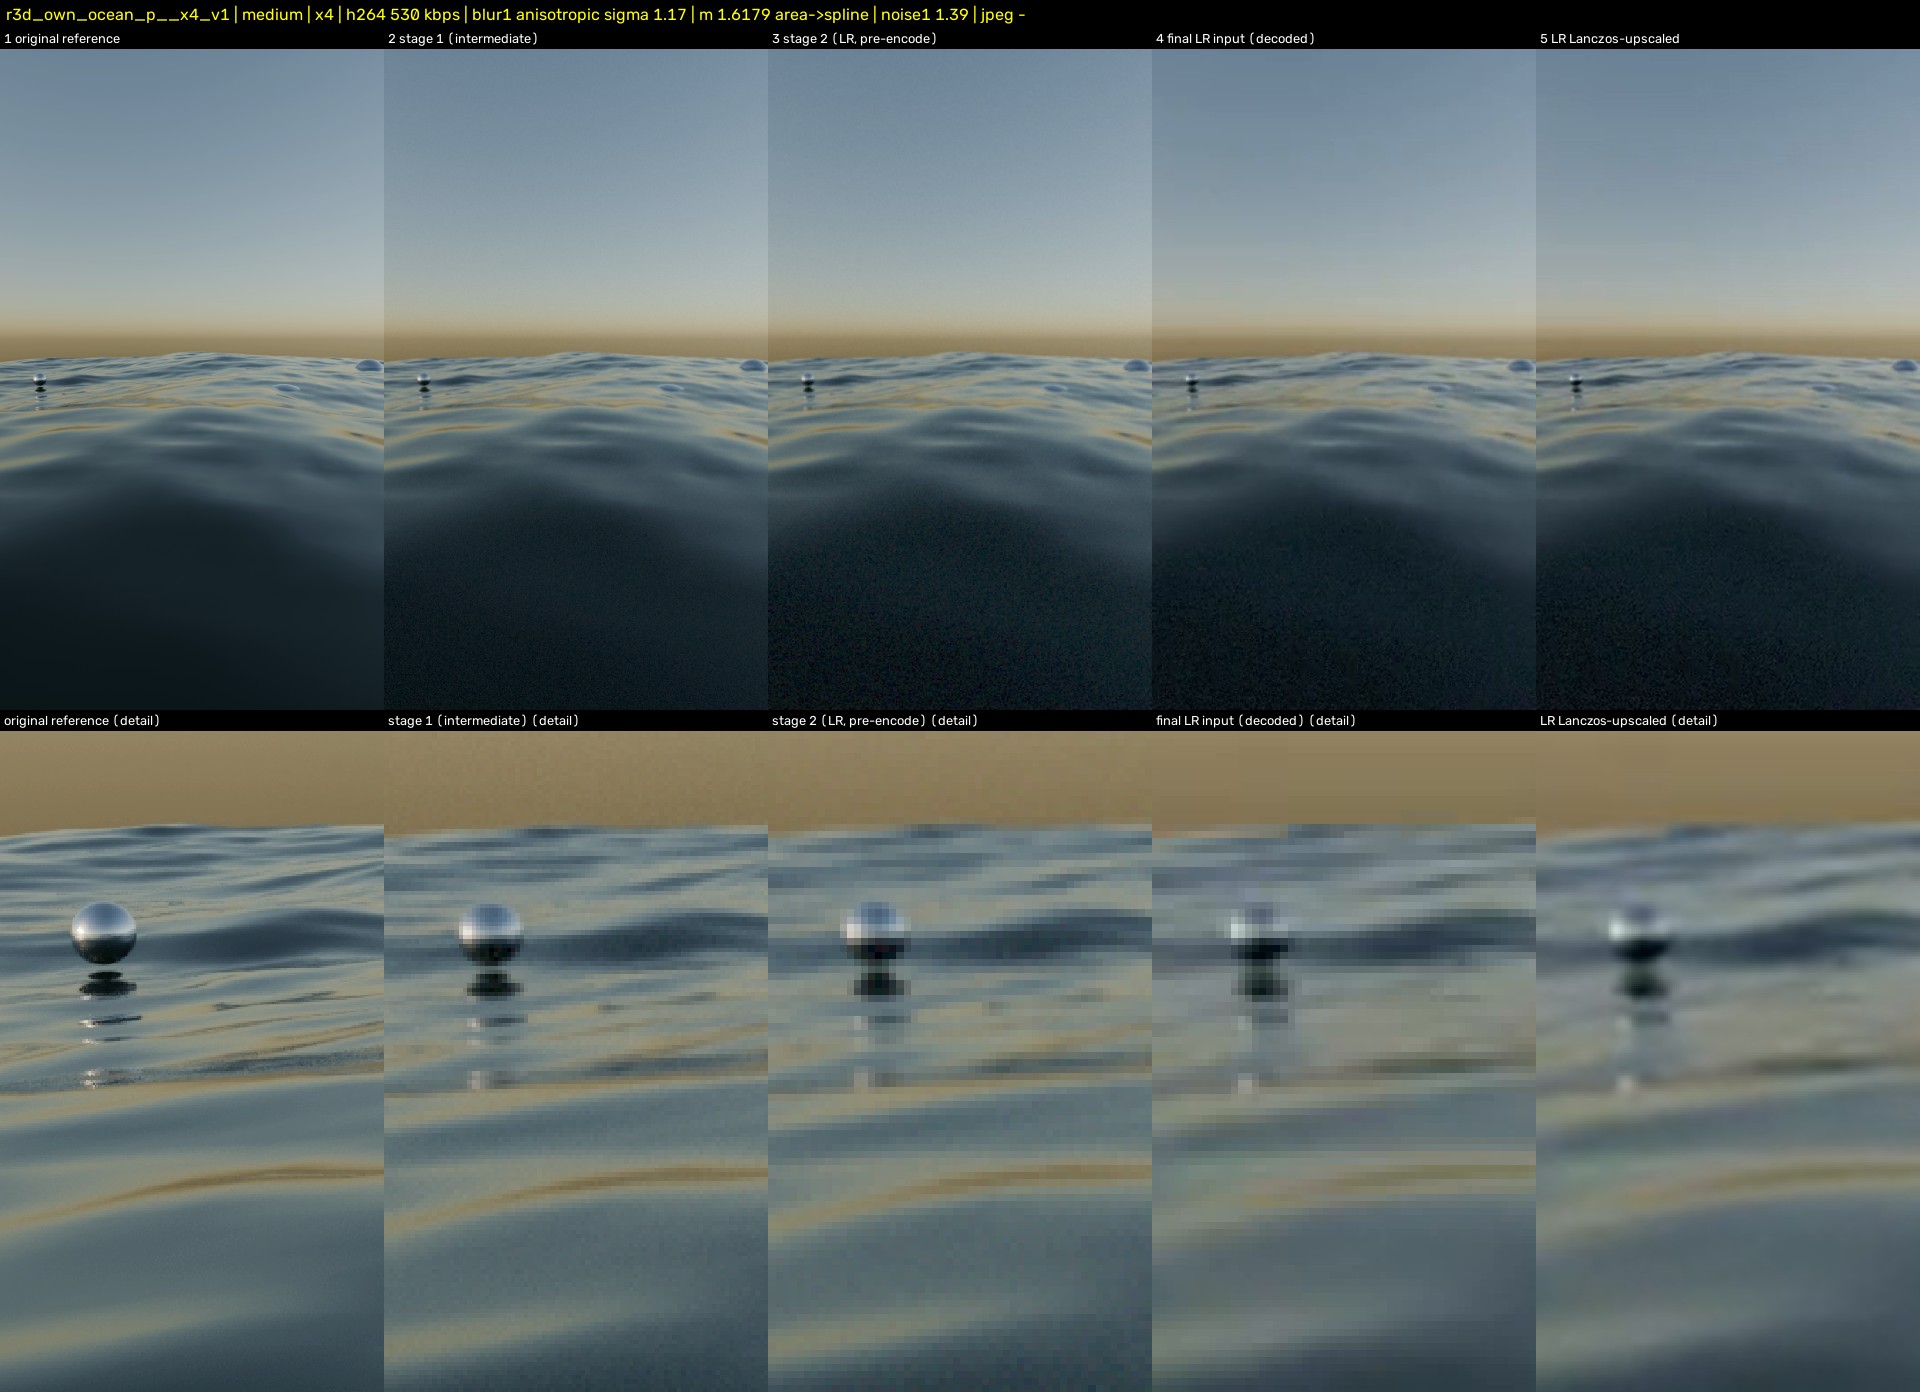 r3d_own_ocean_p__x4_v1 | medium | x4 | h264 530 kbps | blur1 anisotropic sigma 1.17 | m 1.6179 area->spline | noise1 1.39 | jpeg -
1 original reference
2 stage 1 (intermediate)
3 stage 2 (LR, pre-encode)
4 final LR input (decoded)
5 LR Lanczos-upscaled
original reference (detail)
stage 1 (intermediate) (detail)
stage 2 (LR, pre-encode) (detail)
final LR input (decoded) (detail)
LR Lanczos-upscaled (detail)